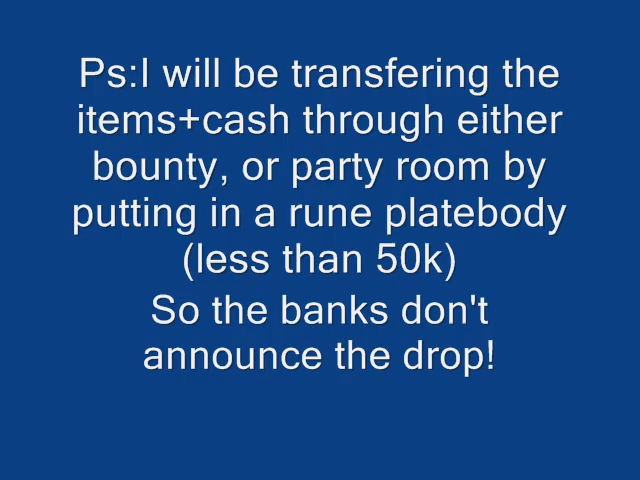 Ps:I will be transfering the
items+cash through either
bounty, or party room by
putting in a rune platebody
(less than 50k)
So the banks don't
announce the drop!